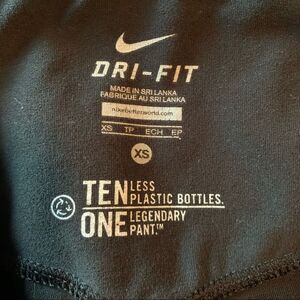 DRI-FIT
MADE IN SRI LANKA
FABRIQUE AU SRI LANKA
nikebetterworld.com
XS TP ECH EP
XS
TEN LESS PLASTIC BOTTLES.
ONE LEGENDARY PANT.™